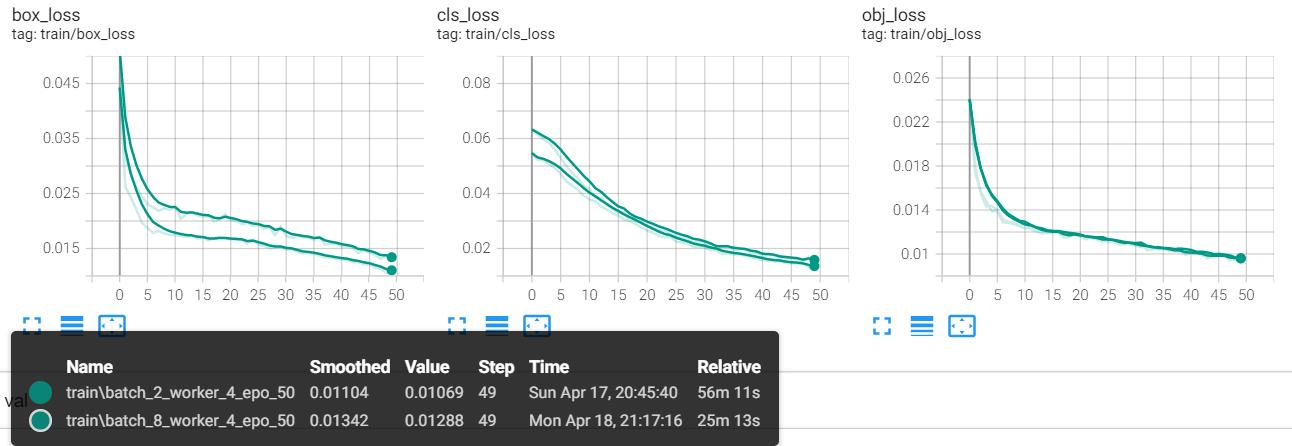 box_loss
tag: train/box_loss
0.045
0.035
0.025
0.015
0 5 10 15 20 25 30 35 40 45 50
cls_loss
tag: train/cls_loss
0.08
0.06
0.04
0.02
0 5 10 15 20 25 30 35 40 45 50
obj_loss
tag: train/obj_loss
0.026
0.022
0.018
0.014
0.01
0 5 10 15 20 25 30 35 40 45 50
Name Smoothed Value Step Time Relative
train\batch_2_worker_4_epo_50 0.01104 0.01069 49 Sun Apr 17, 20:45:40 56m 11s
train\batch_8_worker_4_epo_50 0.01342 0.01288 49 Mon Apr 18, 21:17:16 25m 13s
val